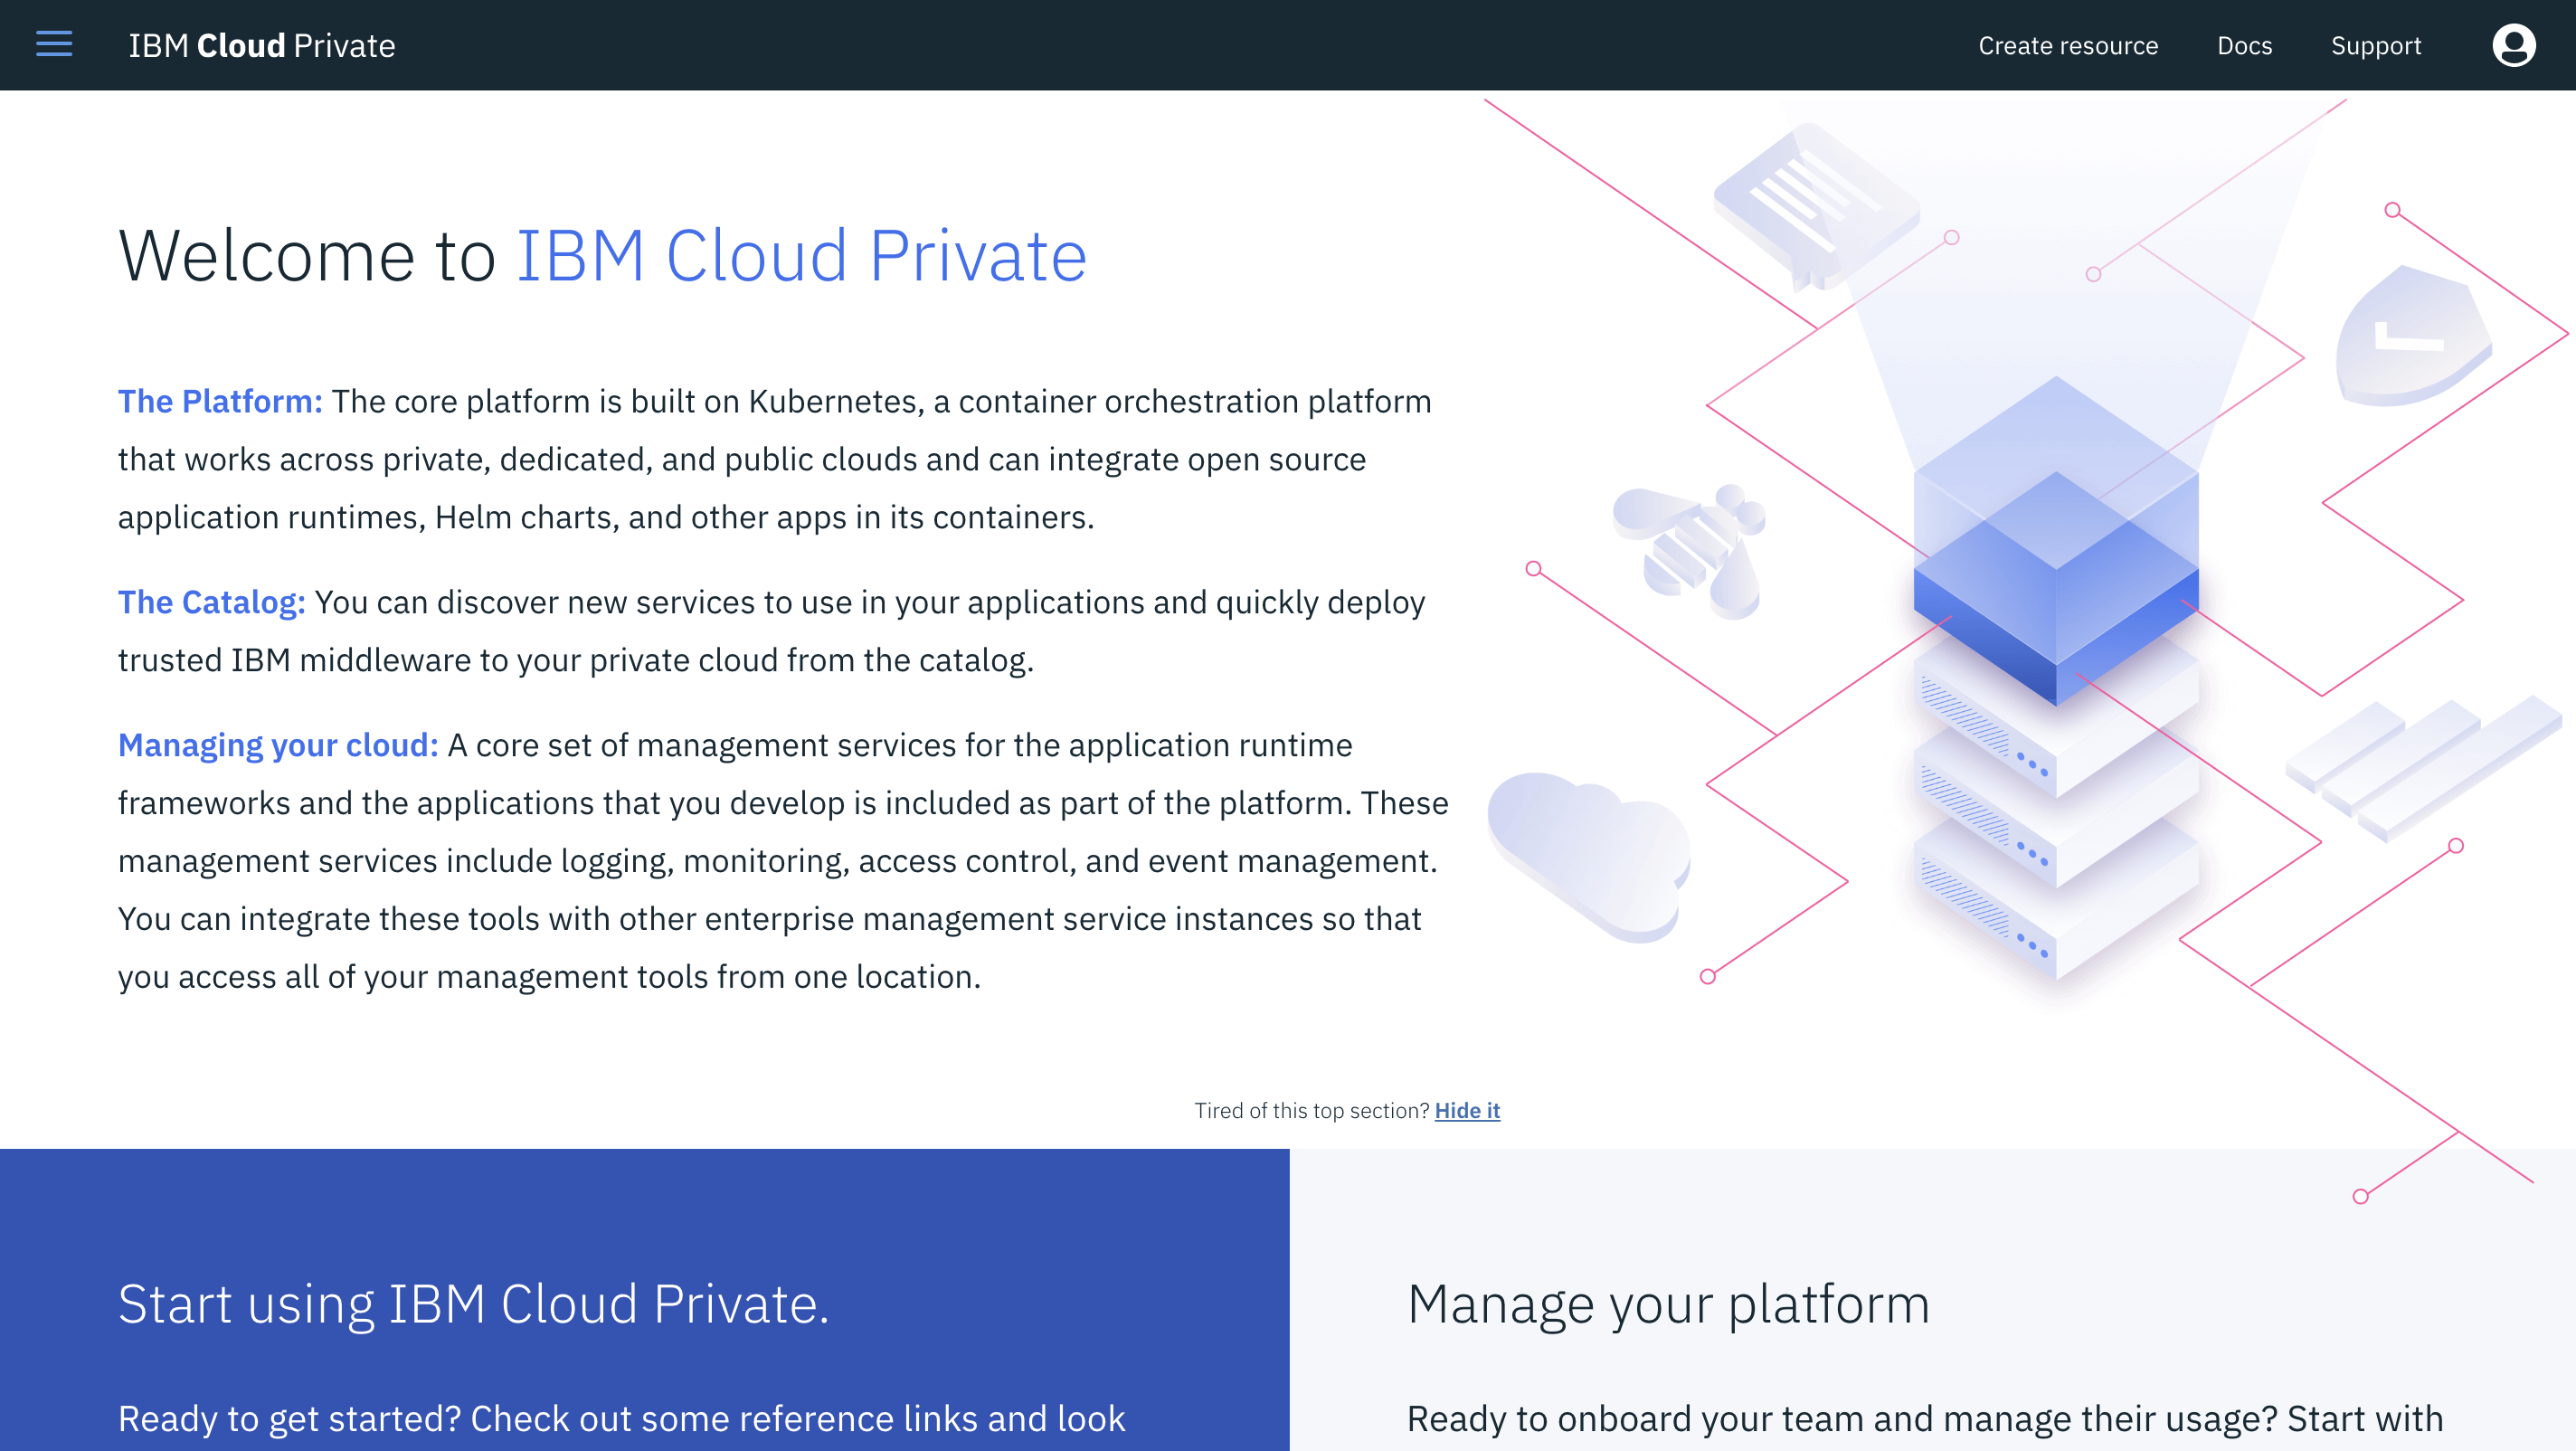 IBM Cloud Private
Create resource
Docs
Support
Welcome to IBM Cloud Private
The Platform: The core platform is built on Kubernetes, a container orchestration platform
that works across private, dedicated, and public clouds and can integrate open source
application runtimes, Helm charts, and other apps in its containers.
The Catalog: You can discover new services to use in your applications and quickly deploy
trusted IBM middleware to your private cloud from the catalog.
Managing your cloud: A core set of management services for the application runtime
frameworks and the applications that you develop is included as part of the platform. These
management services include logging, monitoring, access control, and event management.
You can integrate these tools with other enterprise management service instances so that
you access all of your management tools from one location.
Tired of this top section? Hide it
Start using IBM Cloud Private.
Ready to get started? Check out some reference links and look
Manage your platform
Ready to onboard your team and manage their usage? Start with